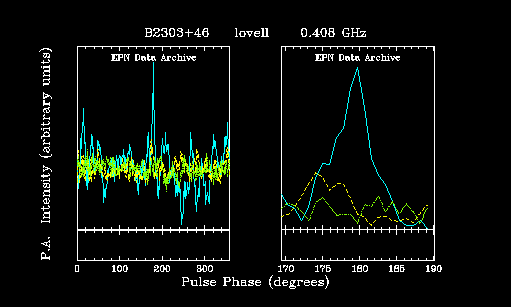 B2303+46 lovell 0.408 GHz
EPN Data Archive EPN Data Archive
P.A. Intensity (arbitrary units)
0 100 200 300 170 175 180 185 190
Pulse Phase (degrees)